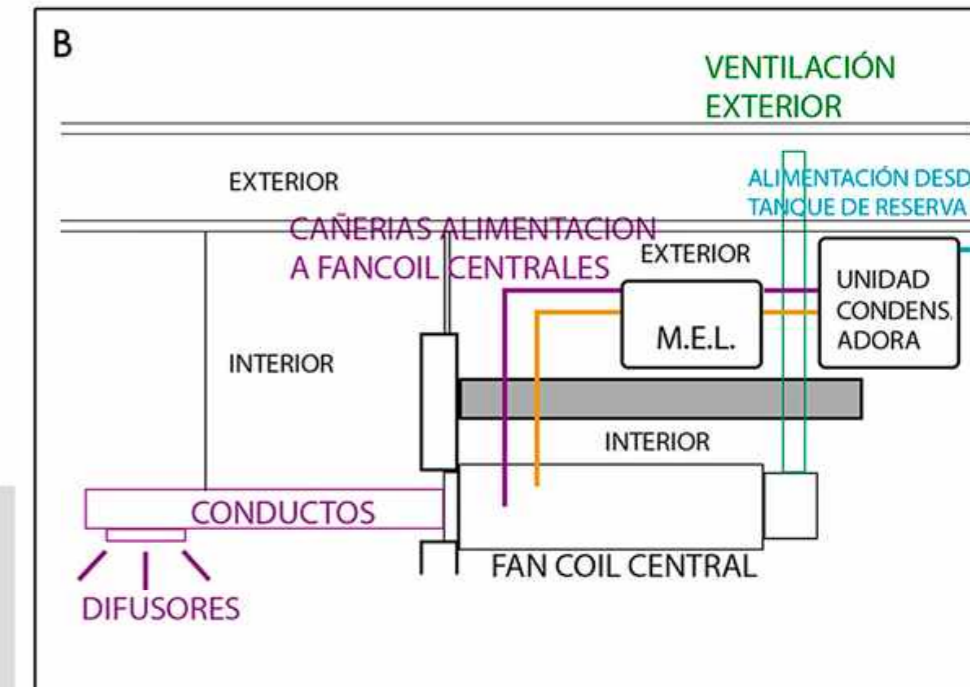 B
VENTILACIÓN
EXTERIOR
EXTERIOR
ALIMENTACIÓN DESD
TANQUE DE RESERVA
CAÑERIAS ALIMENTACION
A FANCOIL CENTRALES
EXTERIOR
UNIDAD
CONDENS.
ADORA
M.E.L.
INTERIOR
INTERIOR
CONDUCTOS
FAN COIL CENTRAL
DIFUSORES